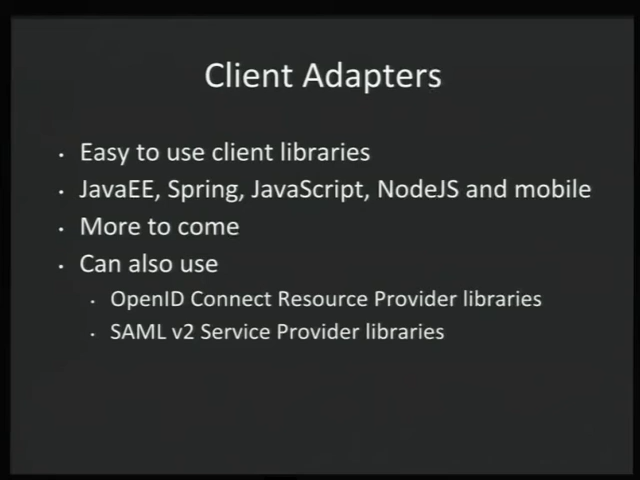 Client Adapters
• Easy to use client libraries
• JavaEE, Spring, JavaScript, NodeJS and mobile
• More to come
• Can also use
• OpenID Connect Resource Provider libraries
• SAML v2 Service Provider libraries